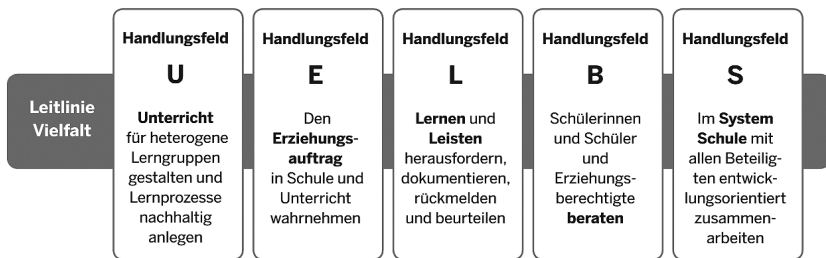 Leitlinie
Vielfalt
Handlungsfeld
U
Unterricht
für heterogene
Lerngruppen
gestalten und
Lernprozesse
nachhaltig
anlegen
Handlungsfeld
E
Den
Erziehungs-
auftrag
in Schule und
Unterricht
wahrnehmen
Handlungsfeld
L
Lernen und
Leisten
herausfordern,
dokumentieren,
rückmelden
und beurteilen
Handlungsfeld
B
Schülerinnen
und Schüler
und
Erziehungs-
berechtigte
beraten
Handlungsfeld
S
Im System
Schule mit
allen Beteilig-
ten entwick-
lungsorientiert
zusammen-
arbeiten